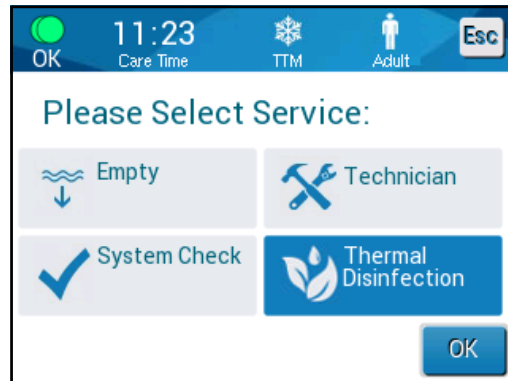 11:23
Esc
OK Care Time TTM Adult
Please Select Service:
Empty Technician
System Check Thermal
Disinfection
OK